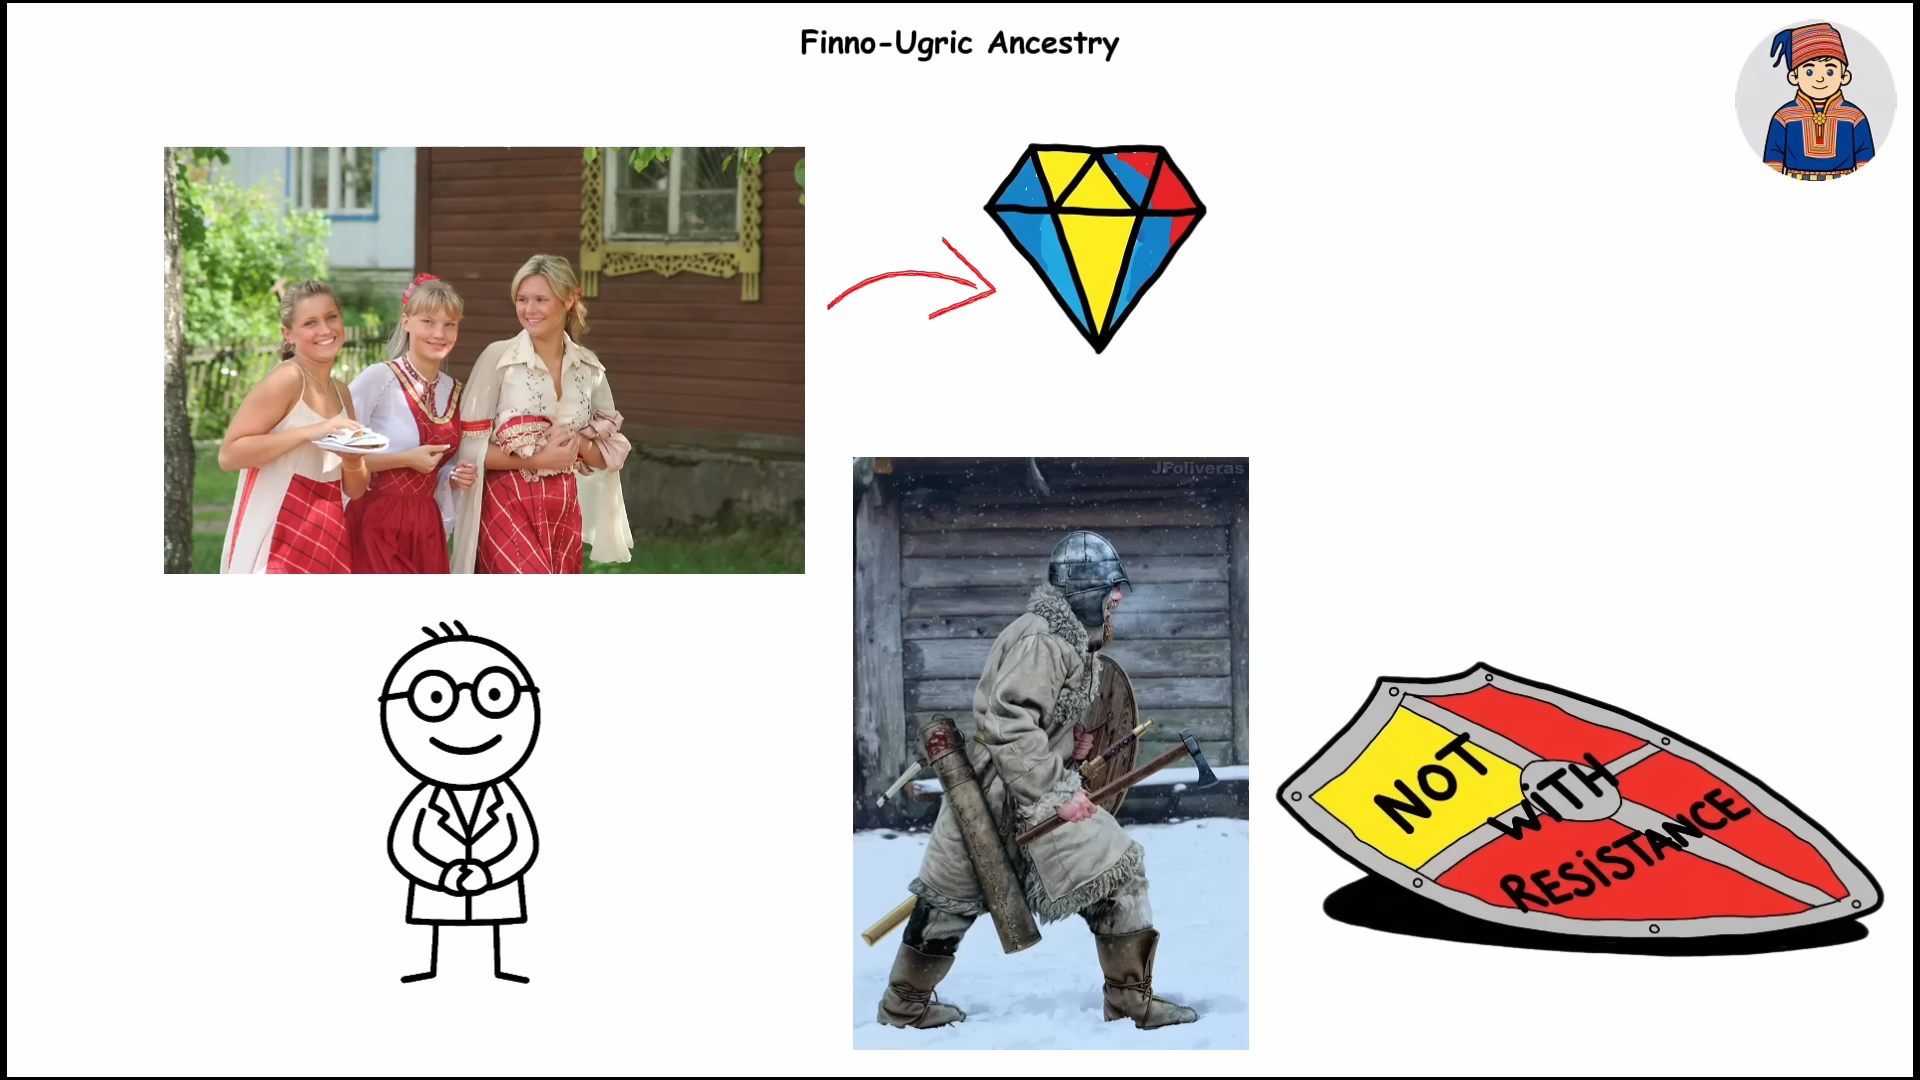 Finno-Ugric Ancestry
JFoliveras
NOT
WiTH
RESiSTANCE